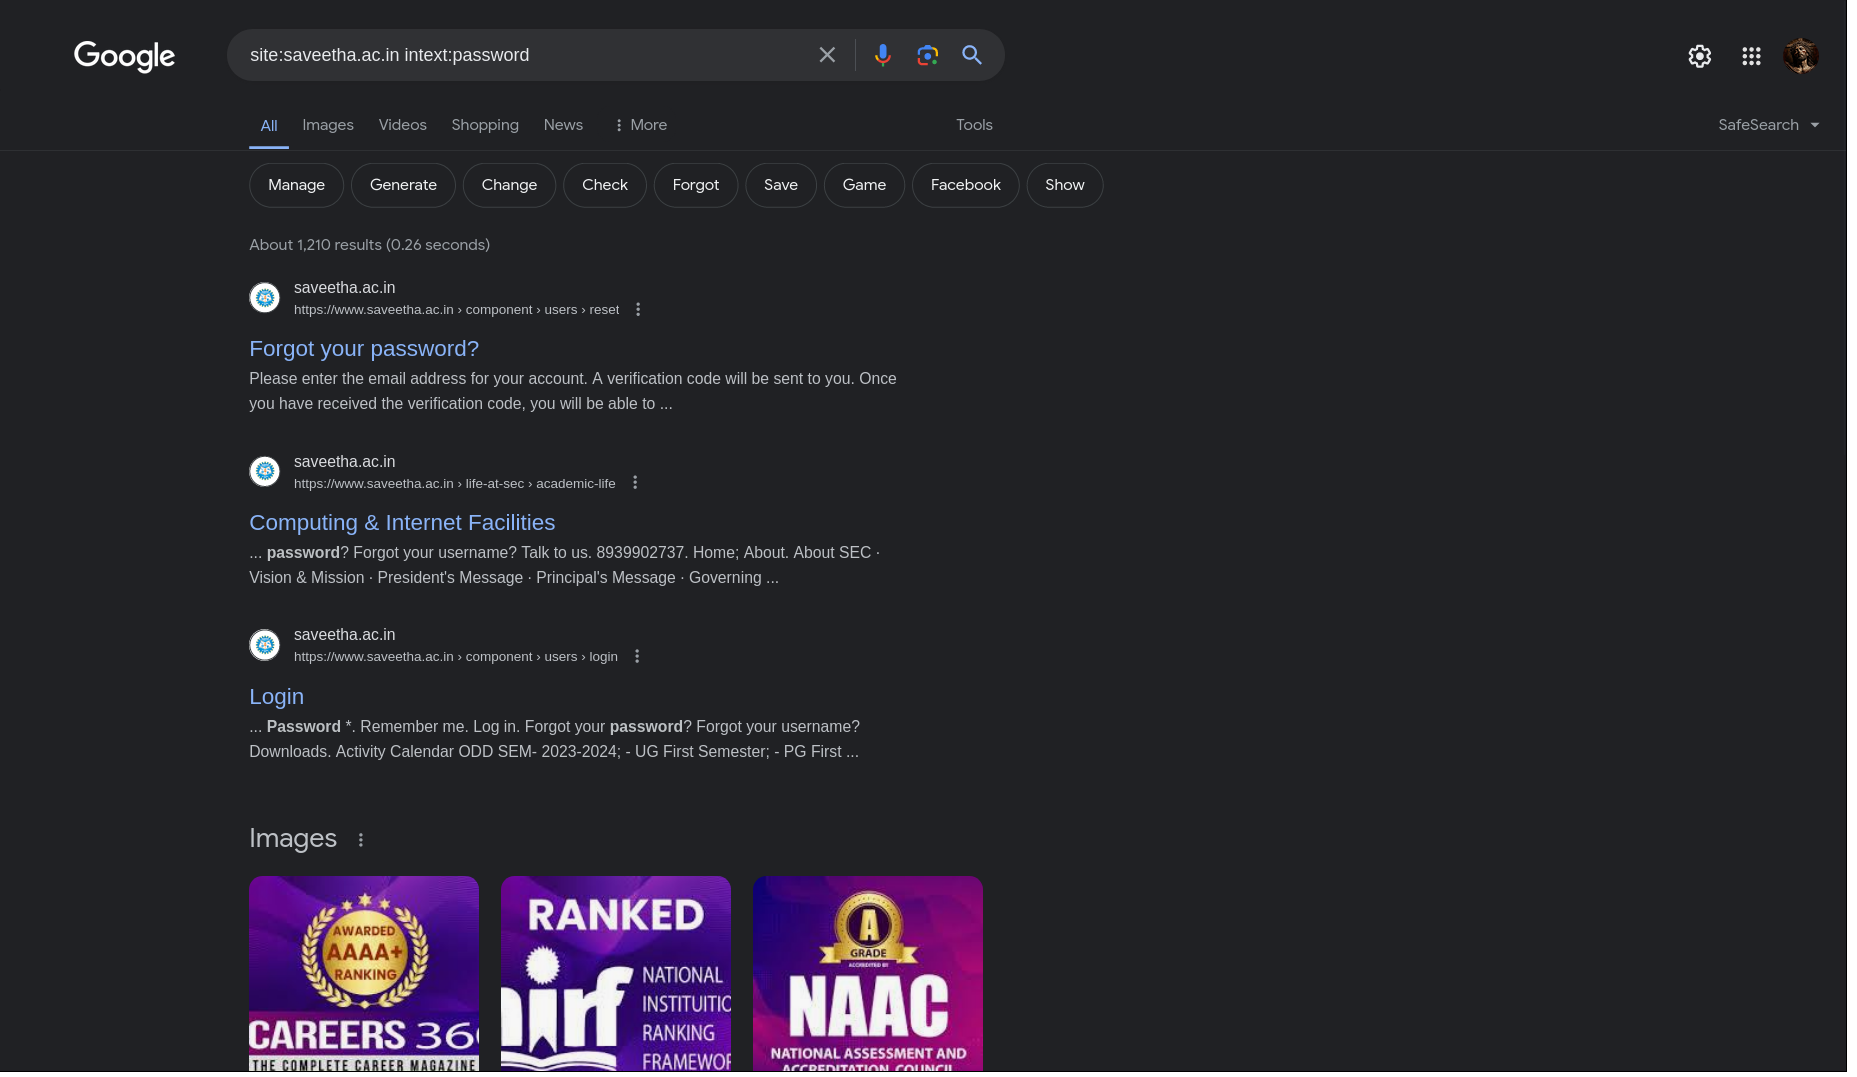 Google
site:saveetha.ac.in intext:password
All
Images
Videos
Shopping
News
More
Tools
SafeSearch
Manage
Generate
Change
Check
Forgot
Save
Game
Facebook
Show
About 1,210 results (0.26 seconds)
saveetha.ac.in
https://www.saveetha.ac.in › component › users › reset
Forgot your password?
Please enter the email address for your account. A verification code will be sent to you. Once
you have received the verification code, you will be able to ...
saveetha.ac.in
https://www.saveetha.ac.in › life-at-sec › academic-life
Computing & Internet Facilities
... password? Forgot your username? Talk to us. 8939902737. Home; About. About SEC ·
Vision & Mission · President's Message · Principal's Message · Governing ...
saveetha.ac.in
https://www.saveetha.ac.in › component › users › login
Login
... Password *. Remember me. Log in. Forgot your password? Forgot your username?
Downloads. Activity Calendar ODD SEM- 2023-2024; - UG First Semester; - PG First ...
Images
AWARDED
AAAA+
RANKING
CAREERS 36
THE COMPLETE CAREER MAGAZINE
RANKED
nirf
NATIONAL
INSTITUITIO
RANKING
FRAMEWOR
A
GRADE
ACCREDITED BY
NAAC
NATIONAL ASSESSMENT AND
ACCREDITATION COUNCIL